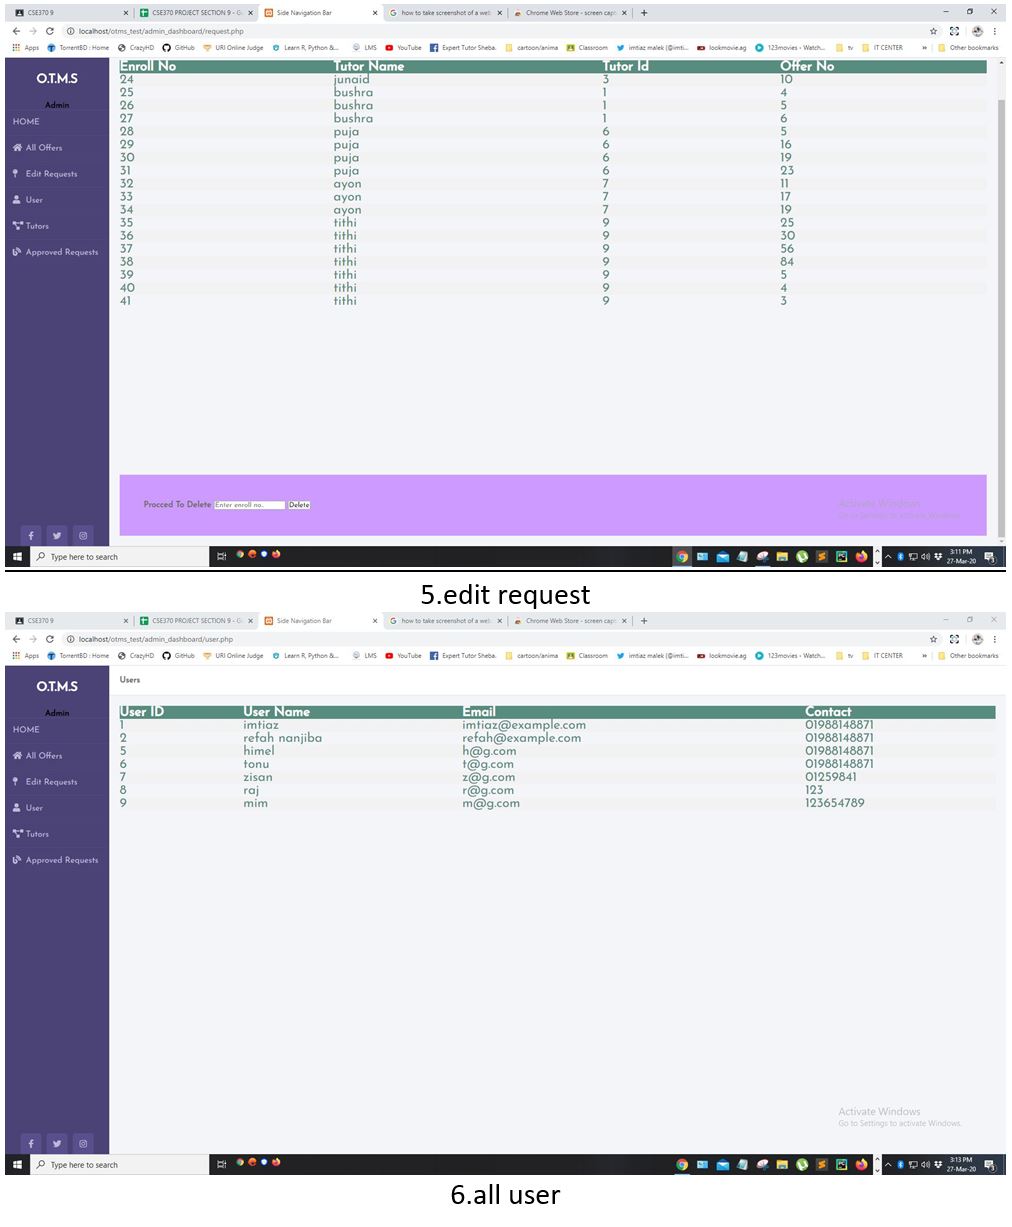 CSE370 9 × CSE370 PROJECT SECTION 9 - G × Side Navigation Bar × how to take screenshot of a web × Chrome Web Store - screen capt × +
localhost/otms_test/admin_dashboard/request.php
Apps TorrentBD : Home CrazyHD GitHub URI Online Judge Learn R, Python &... LMS YouTube Expert Tutor Sheba. cartoon/anima Classroom imtiaz malek (@imti... lookmovie.ag 123movies - Watch... tv IT CENTER » Other bookmarks
O.T.M.S
Admin
HOME
All Offers
Edit Requests
User
Tutors
Approved Requests
Enroll No Tutor Name Tutor Id Offer No
24 junaid 3 10
25 bushra 1 4
26 bushra 1 5
27 bushra 1 6
28 puja 6 5
29 puja 6 16
30 puja 6 19
31 puja 6 23
32 ayon 7 11
33 ayon 7 17
34 ayon 7 19
35 tithi 9 25
36 tithi 9 30
37 tithi 9 56
38 tithi 9 84
39 tithi 9 5
40 tithi 9 4
41 tithi 9 3
Procced To Delete Enter enroll no.. Delete
Activate Windows
Go to Settings to activate Windows.
Type here to search
3:11 PM
27-Mar-20
5.edit request
CSE370 9 × CSE370 PROJECT SECTION 9 - G × Side Navigation Bar × how to take screenshot of a web × Chrome Web Store - screen capt × +
localhost/otms_test/admin_dashboard/user.php
Apps TorrentBD : Home CrazyHD GitHub URI Online Judge Learn R, Python &... LMS YouTube Expert Tutor Sheba. cartoon/anima Classroom imtiaz malek (@imti... lookmovie.ag 123movies - Watch... tv IT CENTER » Other bookmarks
O.T.M.S
Admin
HOME
All Offers
Edit Requests
User
Tutors
Approved Requests
Users
User ID User Name Email Contact
1 imtiaz imtiaz@example.com 01988148871
2 refah nanjiba refah@example.com 01988148871
5 himel h@g.com 01988148871
6 tonu t@g.com 01988148871
7 zisan z@g.com 01259841
8 raj r@g.com 123
9 mim m@g.com 123654789
Activate Windows
Go to Settings to activate Windows.
Type here to search
3:13 PM
27-Mar-20
6.all user